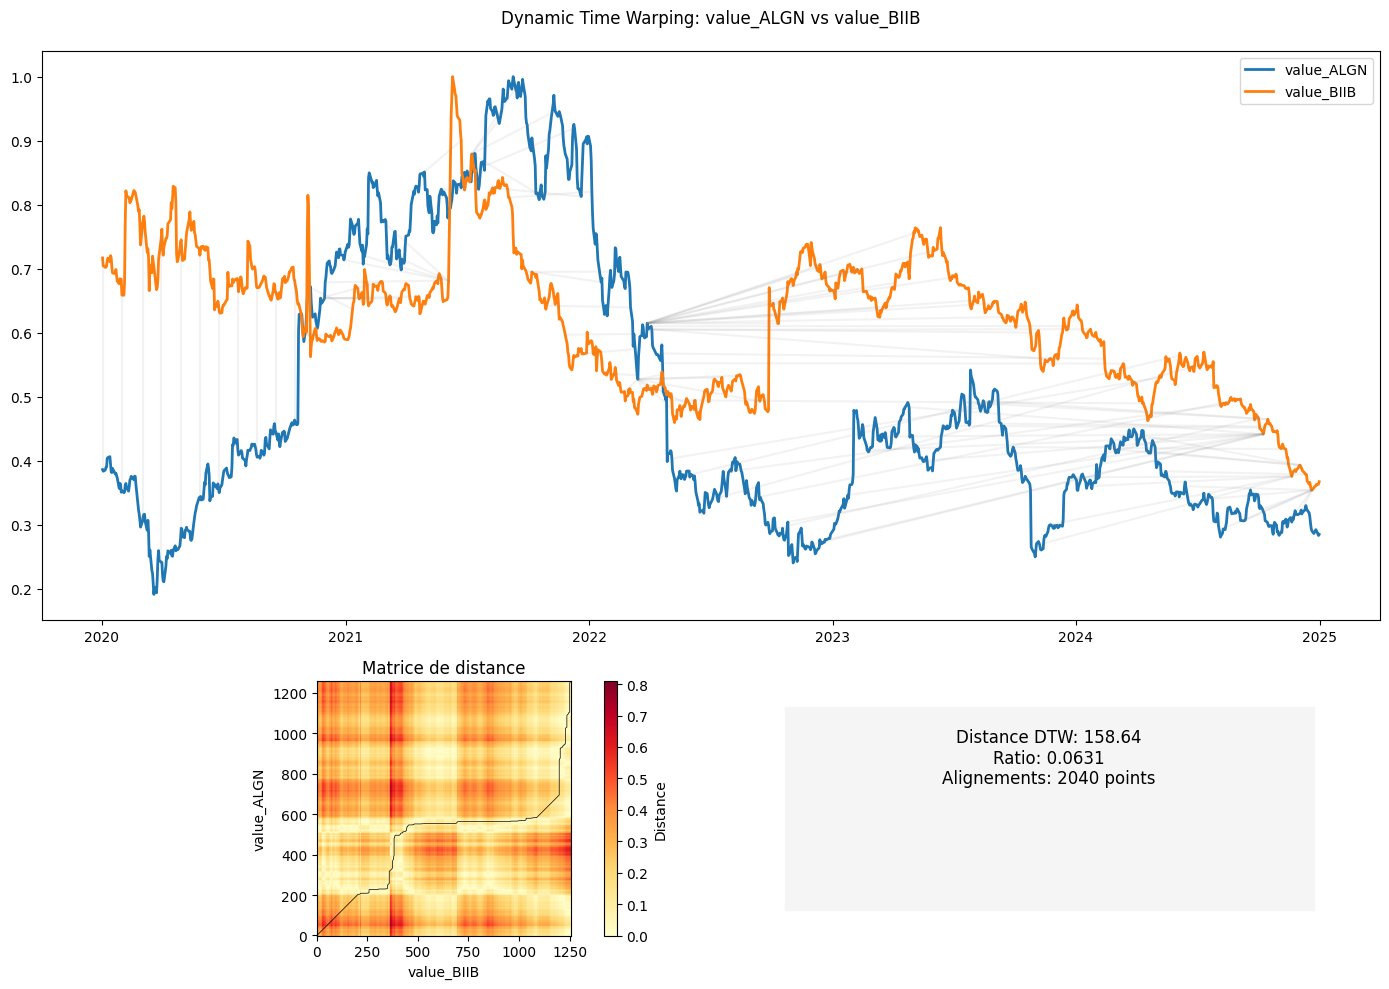 Dynamic Time Warping: value_ALGN vs value_BIIB
value_ALGN
value_BIIB
1.0
0.9
0.8
0.7
0.6
0.5
0.4
0.3
0.2
2020 2021 2022 2023 2024 2025
Matrice de distance
value_ALGN
1200
1000
800
600
400
200
0
0 250 500 750 1000 1250
value_BIIB
0.8
0.7
0.6
0.5
0.4
0.3
0.2
0.1
0.0
Distance
Distance DTW: 158.64
Ratio: 0.0631
Alignements: 2040 points